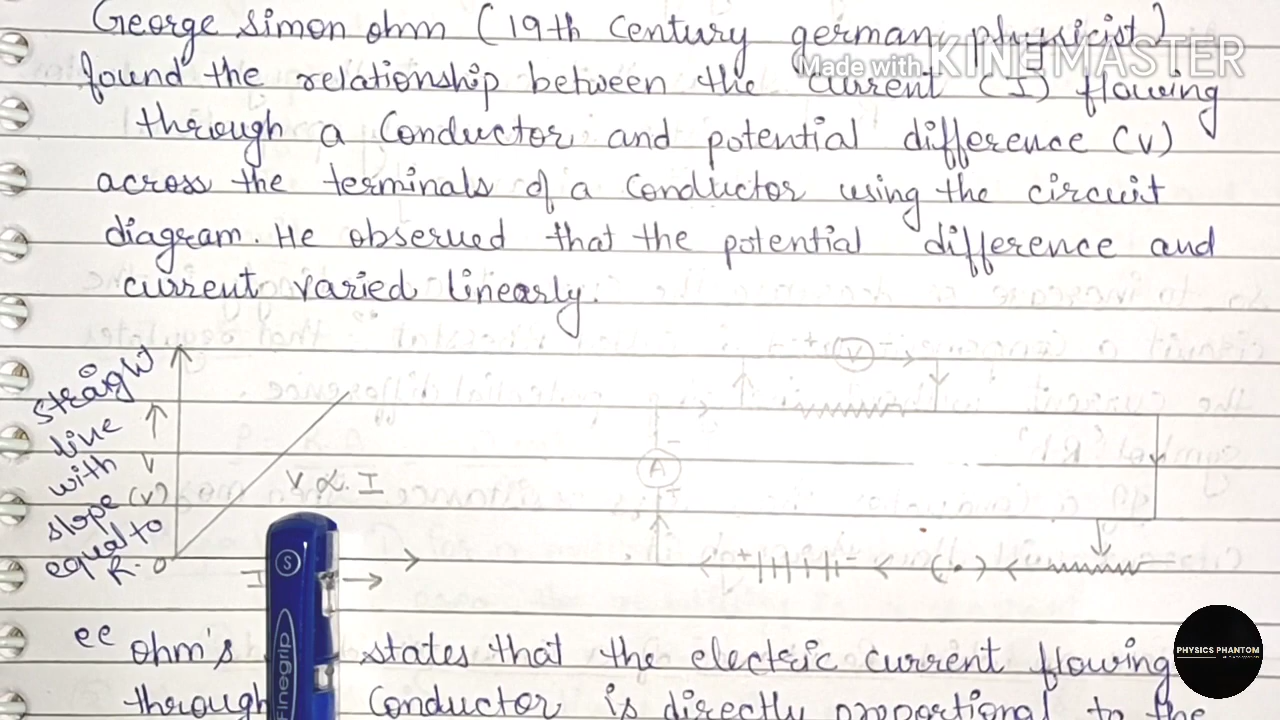 George simon ohm (19th Century german physicist)
Made with KINEMASTER
found the relationship between the current (I) flowing
through a Conductor and potential difference (V)
across the terminals of a Conductor using the circuit
diagram. He observed that the potential difference and
current varied linearly.
straight
line
with
slope
equal to
R.
V
(V)
O
V ∝ I
I
+ V
-
A
+
+ -
(.)
S
Finegrip
ee ohm's states that the electric current flowing
through Conductor is directly proportional to the
PHYSICS PHANTOM